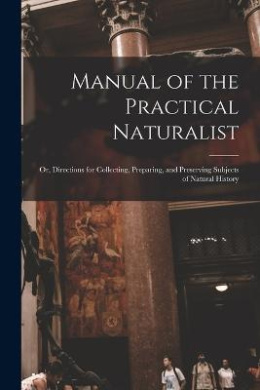 Manual of the
Practical
Naturalist
Or, Directions for Collecting, Preparing, and Preserving Subjects
of Natural History